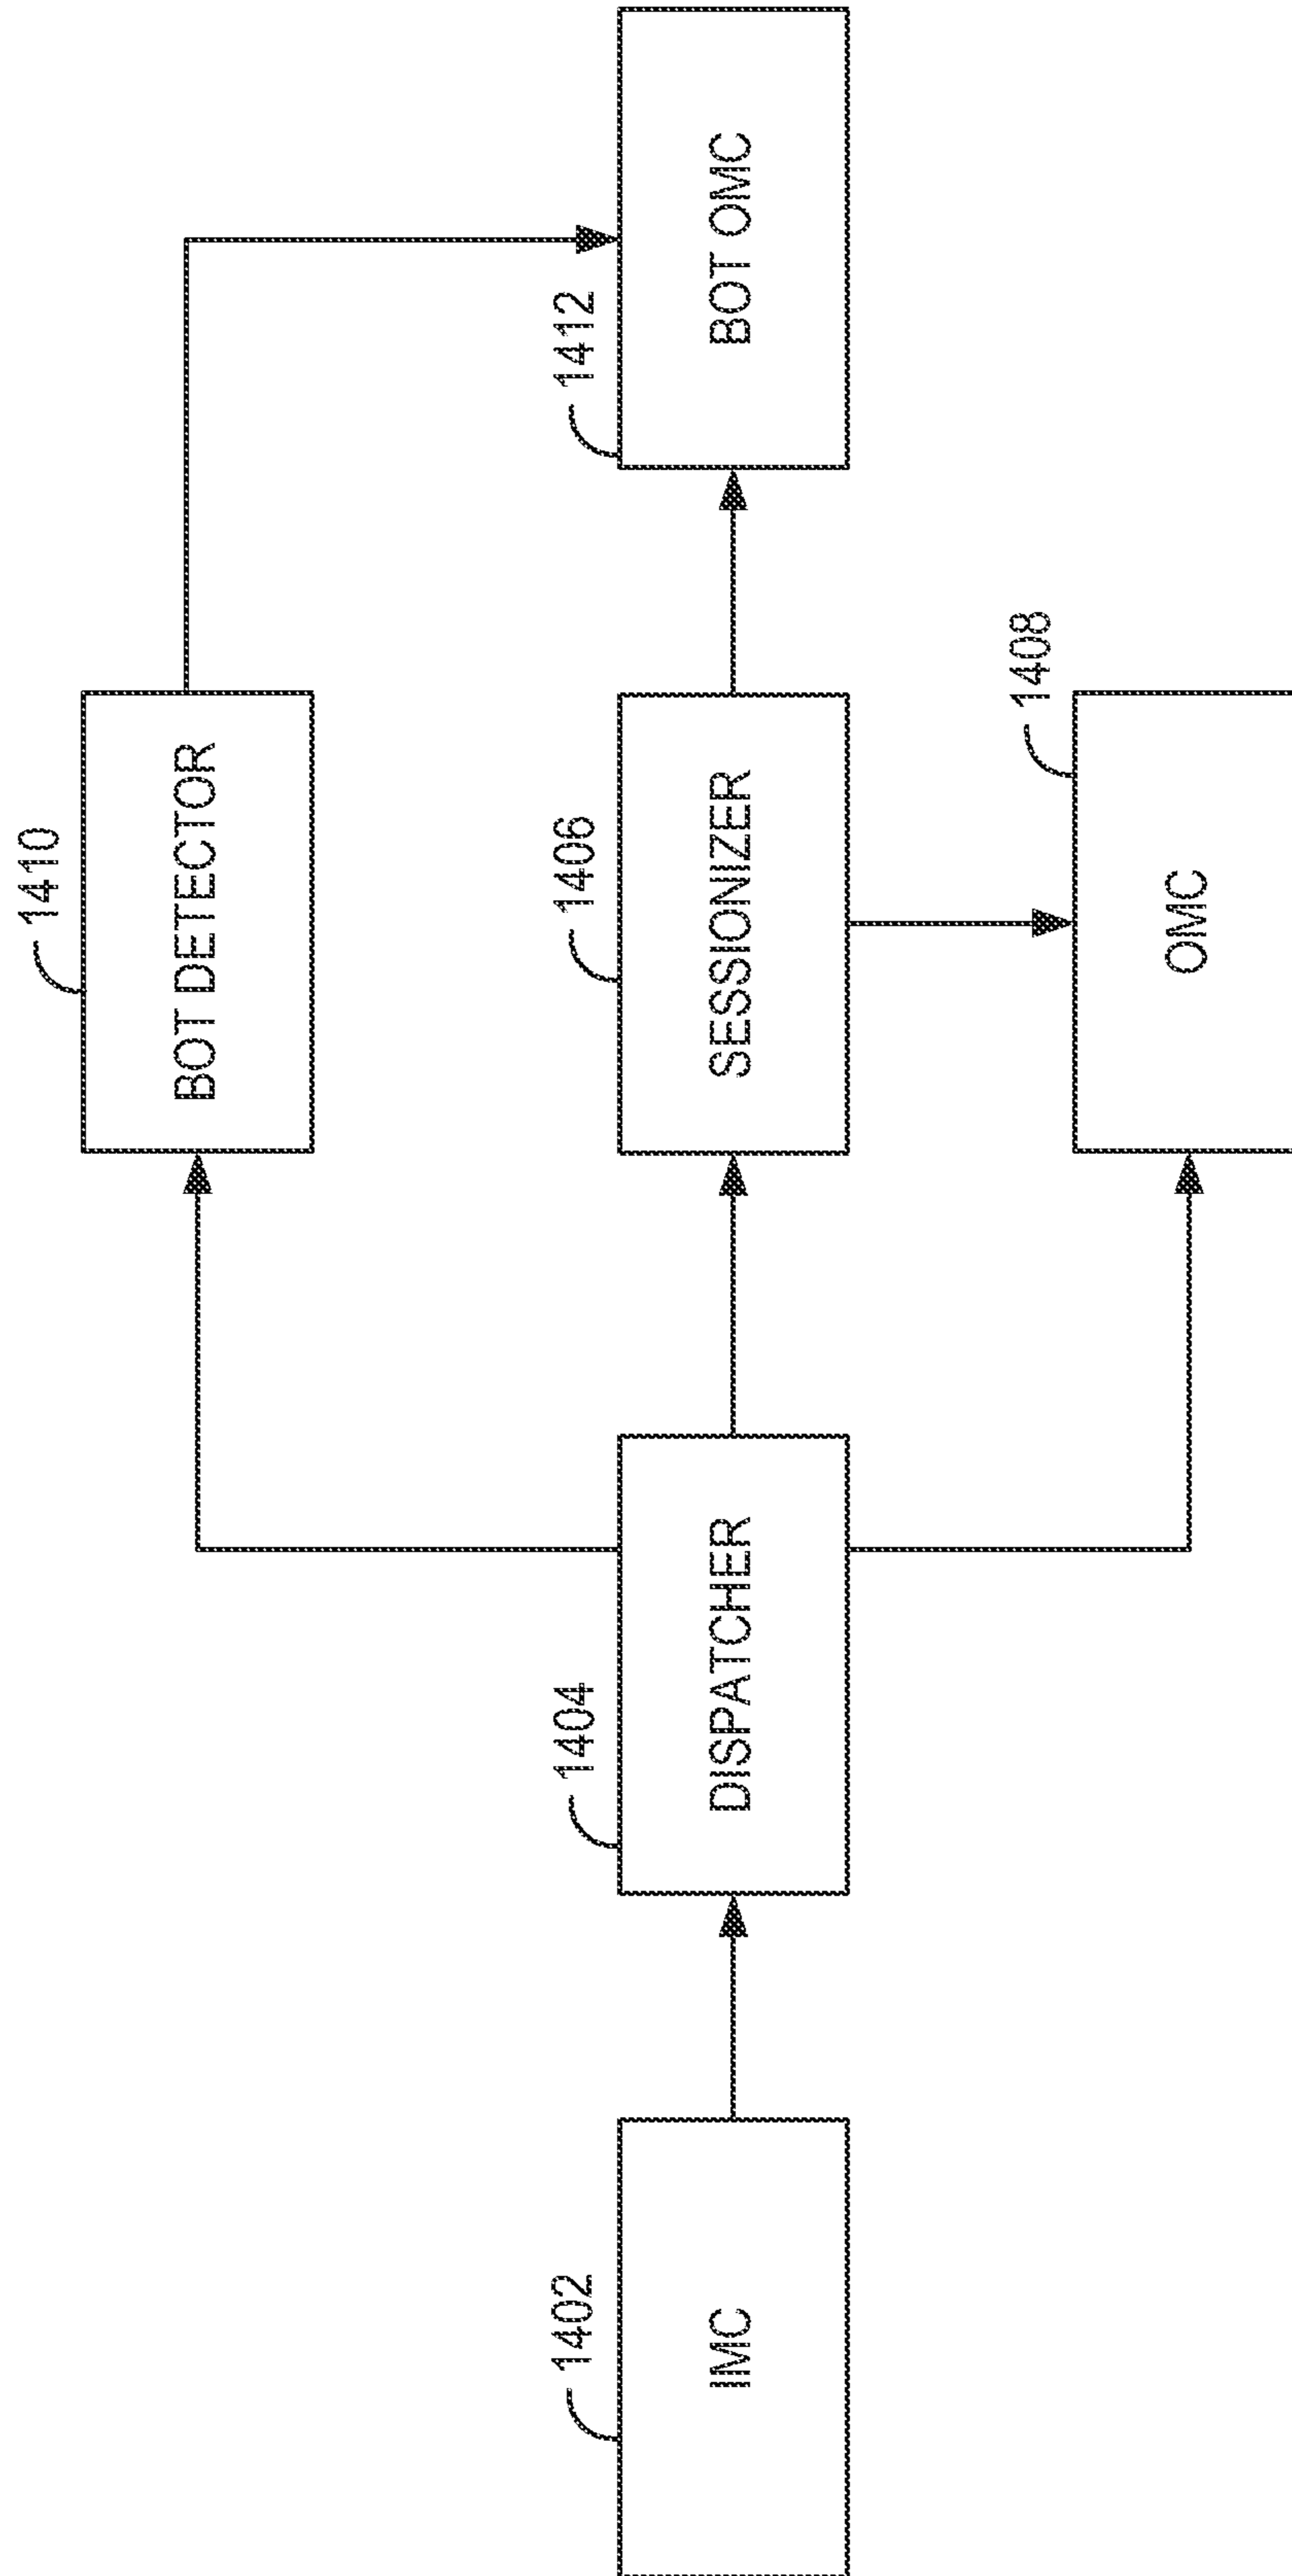 1410
BOT DETECTOR
1402
IMC
1404
DISPATCHER
1406
SESSIONIZER
1412
BOT OMC
1408
OMC